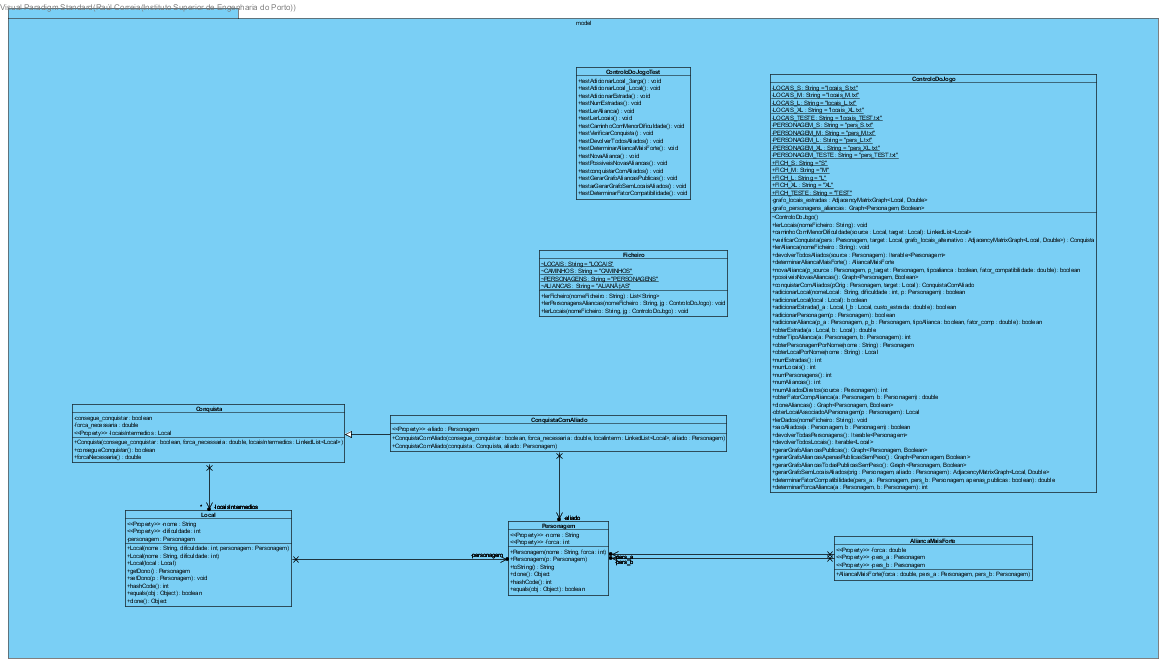 Visual Paradigm Standard(Raúl Correia(Instituto Superior de Engenharia do Porto))
model
ControloDoJogoTest
+testAdicionarLocal_3args() : void
+testAdicionarLocal_Local() : void
+testAdicionarEstrada() : void
+testNumEstradas() : void
+testLerAlianca() : void
+testLerLocais() : void
+testCaminhoComMenorDificuldade() : void
+testVerificarConquista() : void
+testDevolverTodosAliados() : void
+testDeterminarAliancaMaisForte() : void
+testNovaAlianca() : void
+testPossiveisNovasAliancas() : void
+testconquistarComAliados() : void
+testGerarGrafoAliancasPublicas() : void
+testarGerarGrafoSemLocaisAliados() : void
+testDeterminarFatorCompatibilidade() : void
ControloDoJogo
-LOCAIS_S : String = "locais_S.txt"
-LOCAIS_M : String = "locais_M.txt"
-LOCAIS_L : String = "locais_L.txt"
-LOCAIS_XL : String = "locais_XL.txt"
-LOCAIS_TESTE : String = "locais_TEST.txt"
-PERSONAGEM_S : String = "pers_S.txt"
-PERSONAGEM_M : String = "pers_M.txt"
-PERSONAGEM_L : String = "pers_L.txt"
-PERSONAGEM_XL : String = "pers_XL.txt"
-PERSONAGEM_TESTE : String = "pers_TEST.txt"
+FICH_S : String = "S"
+FICH_M : String = "M"
+FICH_L : String = "L"
+FICH_XL : String = "XL"
+FICH_TESTE : String = "TEST"
-grafo_locais_estradas : AdjacencyMatrixGraph<Local, Double>
-grafo_personagens_aliancas : Graph<Personagem, Boolean>
~ControloDoJogo()
+lerLocais(nomeFicheiro : String) : void
+caminhoComMenorDificuldade(source : Local, target : Local) : LinkedList<Local>
+verificarConquista(pers : Personagem, target : Local, grafo_locais_alternativo : AdjacencyMatrixGraph<Local, Double>) : Conquista
+lerAlianca(nomeFicheiro : String) : void
+devolverTodosAliados(source : Personagem) : Iterable<Personagem>
+determinarAliancaMaisForte() : AliancaMaisForte
+novaAlianca(p_source : Personagem, p_target : Personagem, tipoalianca : boolean, fator_compatibilidade : double) : boolean
+possiveisNovasAliancas() : Graph<Personagem, Boolean>
+conquistarComAliados(pOrig : Personagem, target : Local) : ConquistaComAliado
+adicionarLocal(nomeLocal : String, dificuldade : int, p : Personagem) : boolean
+adicionarLocal(local : Local) : boolean
+adicionarEstrada(l_a : Local, l_b : Local, custo_estrada : double) : boolean
+adicionarPersonagem(p : Personagem) : boolean
+adicionarAlianca(p_a : Personagem, p_b : Personagem, tipoAlianca : boolean, fator_comp : double) : boolean
+obterEstrada(a : Local, b : Local) : double
+obterTipoAlianca(a : Personagem, b : Personagem) : int
+obterPersonagemPorNome(nome : String) : Personagem
+obterLocalPorNome(nome : String) : Local
+numEstradas() : int
+numLocais() : int
+numPersonagens() : int
+numAliancas() : int
+numAliadosDiretos(source : Personagem) : int
+obterFatorCompAlianca(a : Personagem, b : Personagem) : double
+cloneAliancas() : Graph<Personagem, Boolean>
+obterLocalAssociadoAPersonagem(p : Personagem) : Local
+lerDados(nomeFicheiro : String) : void
+saoAliados(a : Personagem, b : Personagem) : boolean
+devolverTodasPersonagens() : Iterable<Personagem>
+devolverTodosLocais() : Iterable<Local>
+gerarGrafoAliancasPublicas() : Graph<Personagem, Boolean>
+gerarGrafoAliancasApenasPublicasSemPeso() : Graph<Personagem, Boolean>
+gerarGrafoAliancasTodasPublicasSemPeso() : Graph<Personagem, Boolean>
+gerarGrafoSemLocaisAliados(orig : Personagem, aliado : Personagem) : AdjacencyMatrixGraph<Local, Double>
+determinarFatorCompatibilidade(pers_a : Personagem, pers_b : Personagem, apenas_publicas : boolean) : double
+determinarForcaAlianca(a : Personagem, b : Personagem) : int
Ficheiro
~LOCAIS : String = "LOCAIS"
~CAMINHOS : String = "CAMINHOS"
~PERSONAGENS : String = "PERSONAGENS"
+lerFicheiro(nomeFicheiro : String) : List<String>
+lerPersonagensAliancas(nomeFicheiro : String, jg : ControloDoJogo) : void
+lerLocais(nomeFicheiro : String, jg : ControloDoJogo) : void
Conquista
-consegue_conquistar : boolean
-forca_necessaria : double
<<Property>> -locaisIntermedios : Local
+Conquista(consegue_conquistar : boolean, forca_necessaria : double, locaisIntermedios : LinkedList<Local>)
+consegueConquistar() : boolean
+forcaNecessaria() : double
ConquistaComAliado
<<Property>> -aliado : Personagem
+ConquistaComAliado(consegue_conquistar : boolean, forca_necessaria : double, localIntem : LinkedList<Local>, aliado : Personagem)
+ConquistaComAliado(conquista : Conquista, aliado : Personagem)
* -locaisIntermedios
Local
<<Property>> -nome : String
<<Property>> -dificuldade : int
-personagem : Personagem
+Local(nome : String, dificuldade : int, personagem : Personagem)
+Local(nome : String, dificuldade : int)
+Local(local : Local)
+getDono() : Personagem
+setDono(p : Personagem) : void
+hashCode() : int
+equals(obj : Object) : boolean
+clone() : Object
-personagem
-aliado
Personagem
<<Property>> -nome : String
<<Property>> -forca : int
+Personagem(nome : String, forca : int)
+Personagem(p : Personagem)
+toString() : String
+clone() : Object
+hashCode() : int
+equals(obj : Object) : boolean
-pers_a
-pers_b
AliancaMaisForte
<<Property>> -forca : double
<<Property>> -pers_a : Personagem
<<Property>> -pers_b : Personagem
+AliancaMaisForte(forca : double, pers_a : Personagem, pers_b : Personagem)